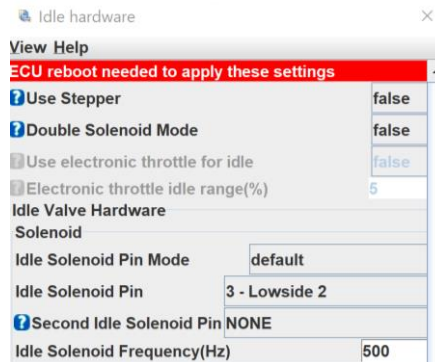 Idle hardware
View Help
ECU reboot needed to apply these settings
Use Stepper false
Double Solenoid Mode false
Use electronic throttle for idle false
Electronic throttle idle range(%) 5
Idle Valve Hardware
Solenoid
Idle Solenoid Pin Mode default
Idle Solenoid Pin 3 - Lowside 2
Second Idle Solenoid Pin NONE
Idle Solenoid Frequency(Hz) 500